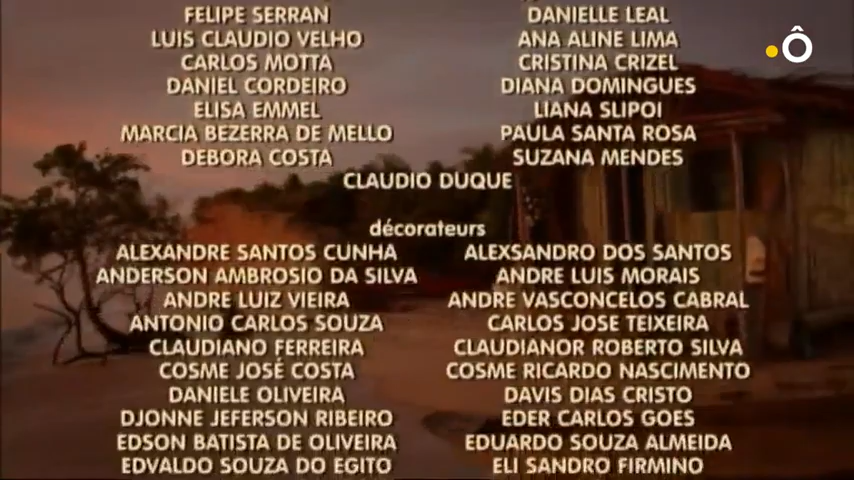 FELIPE SERRAN DANIELLE LEAL
LUIS CLAUDIO VELHO ANA ALINE LIMA
CARLOS MOTTA CRISTINA CRIZEL
DANIEL CORDEIRO DIANA DOMINGUES
ELISA EMMEL LIANA SLIPOI
MARCIA BEZERRA DE MELLO PAULA SANTA ROSA
DEBORA COSTA SUZANA MENDES
CLAUDIO DUQUE
décorateurs
ALEXANDRE SANTOS CUNHA ALEXSANDRO DOS SANTOS
ANDERSON AMBROSIO DA SILVA ANDRE LUIS MORAIS
ANDRE LUIZ VIEIRA ANDRE VASCONCELOS CABRAL
ANTONIO CARLOS SOUZA CARLOS JOSE TEIXEIRA
CLAUDIANO FERREIRA CLAUDIANOR ROBERTO SILVA
COSME JOSÉ COSTA COSME RICARDO NASCIMENTO
DANIELE OLIVEIRA DAVIS DIAS CRISTO
DJONNE JEFERSON RIBEIRO EDER CARLOS GOES
EDSON BATISTA DE OLIVEIRA EDUARDO SOUZA ALMEIDA
EDVALDO SOUZA DO EGITO ELI SANDRO FIRMINO
Ô